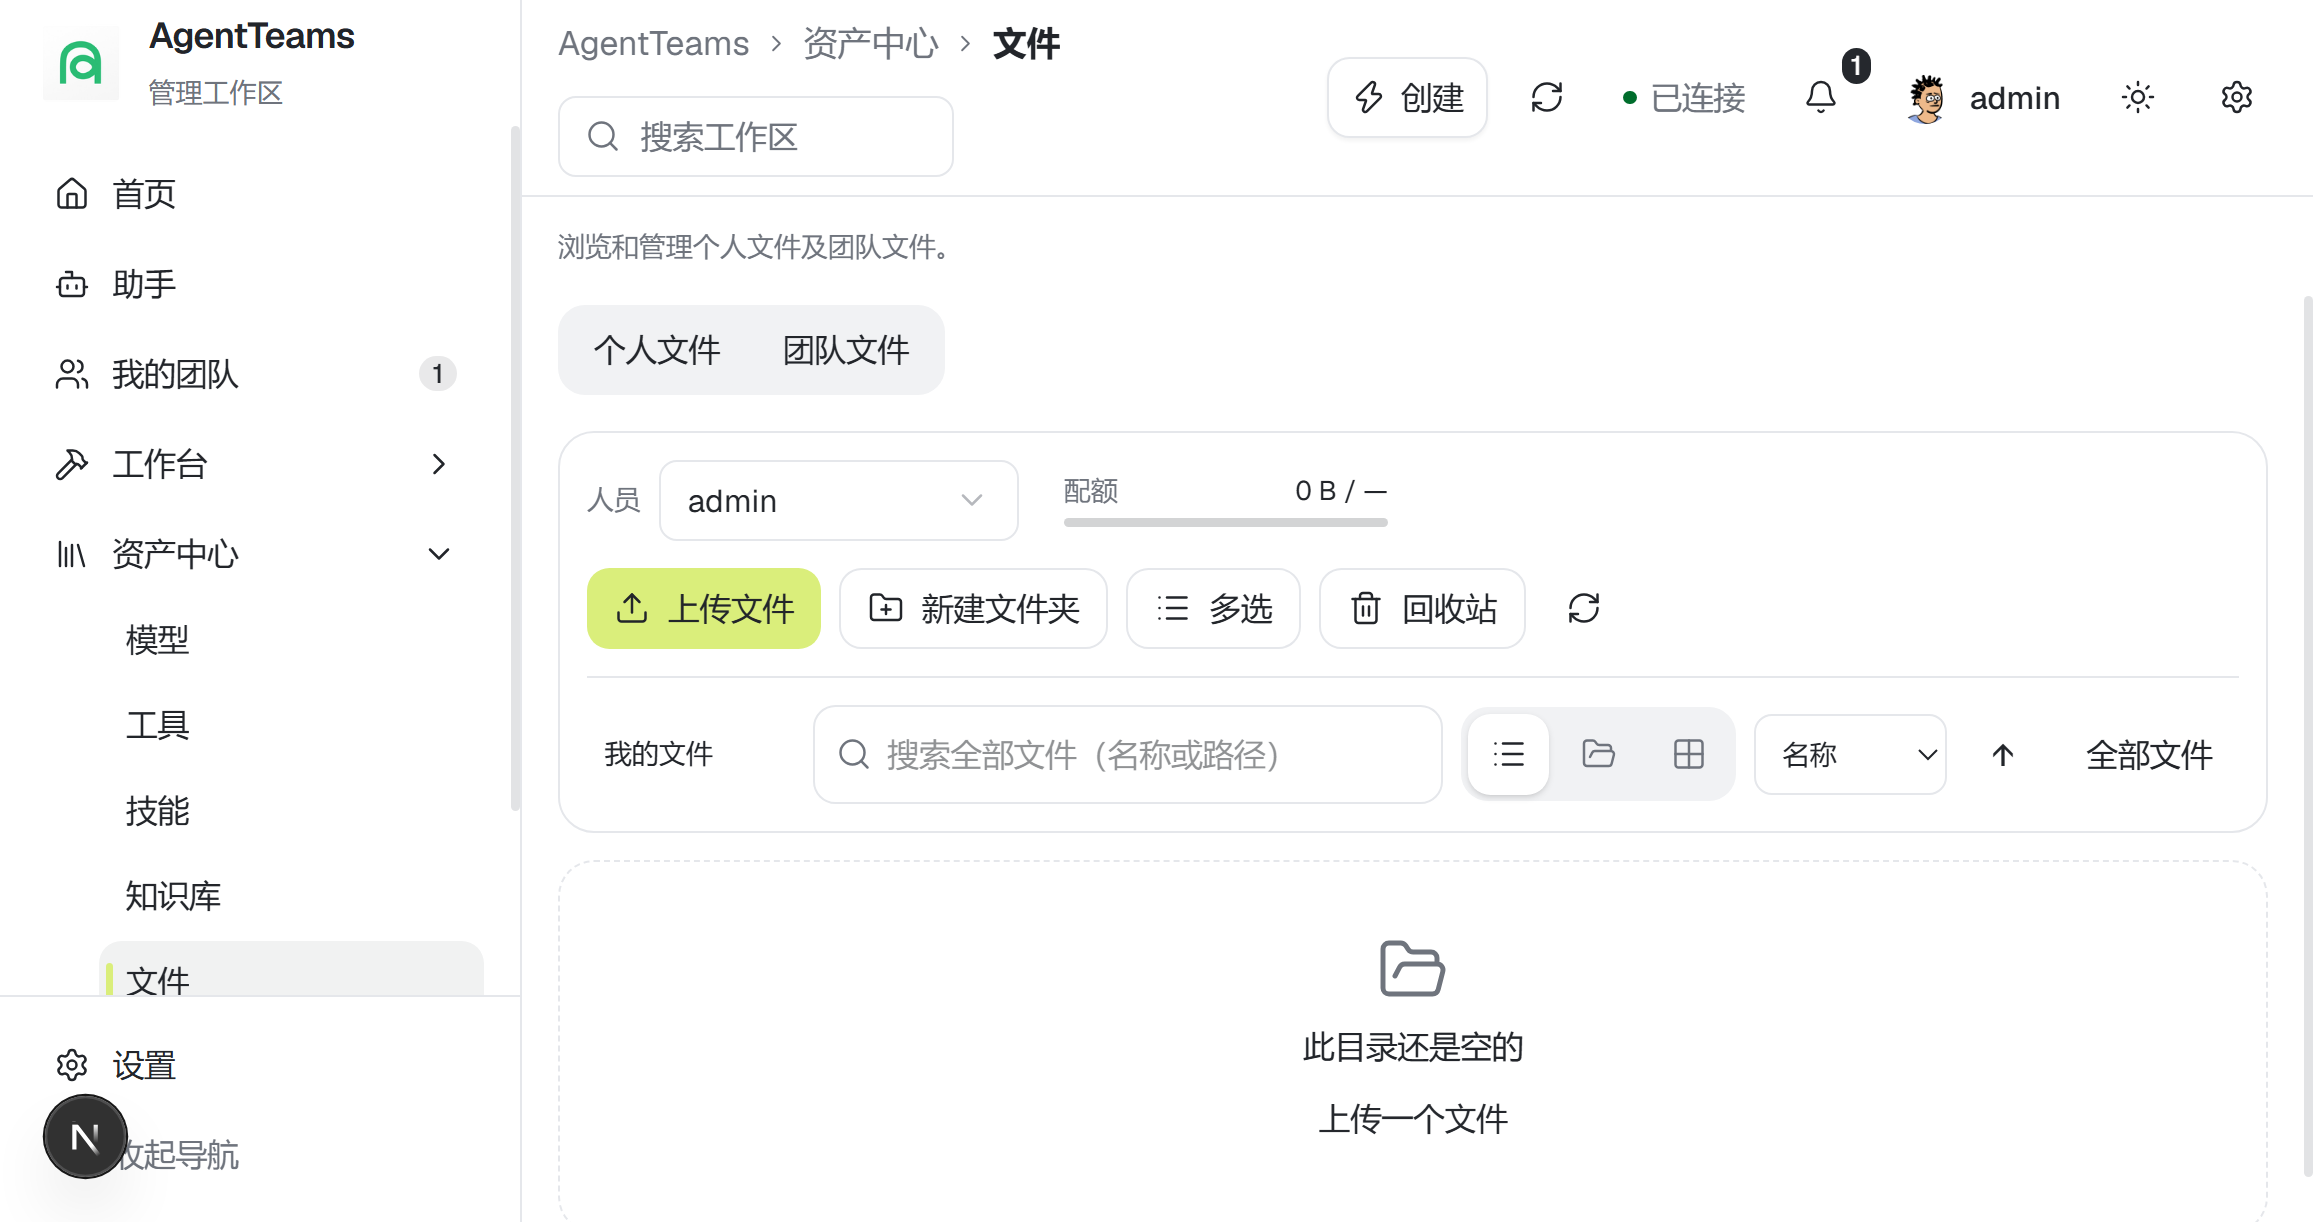 AgentTeams
管理工作区
首页
助手
我的团队 1
工作台
资产中心
模型
工具
技能
知识库
文件
设置
N 收起导航
AgentTeams > 资产中心 > 文件
搜索工作区
创建
已连接
1
admin
浏览和管理个人文件及团队文件。
个人文件 团队文件
人员 admin 配额 0 B / —
上传文件 新建文件夹 多选 回收站
我的文件 搜索全部文件（名称或路径） 名称 全部文件
此目录还是空的
上传一个文件